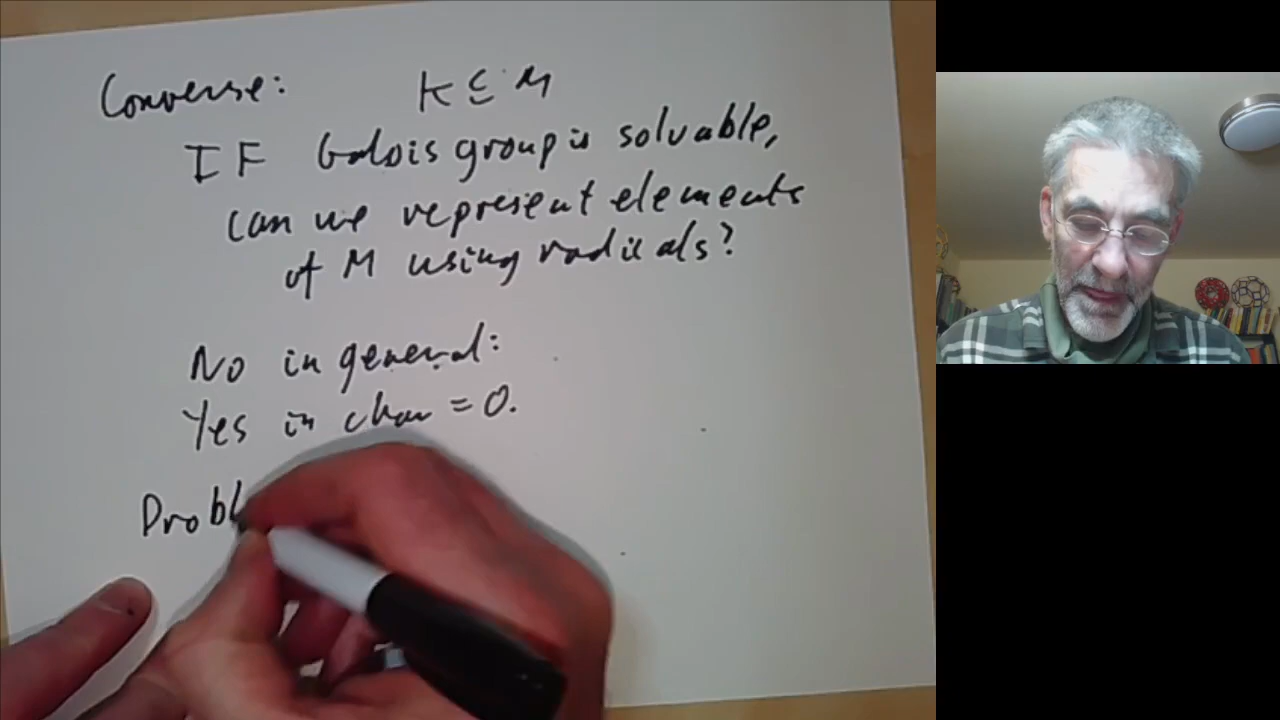 Converse: K ⊆ M
IF Galois group is solvable,
can we represent elements
of M using radicals?
No in general:
Yes in char = 0.
Probl